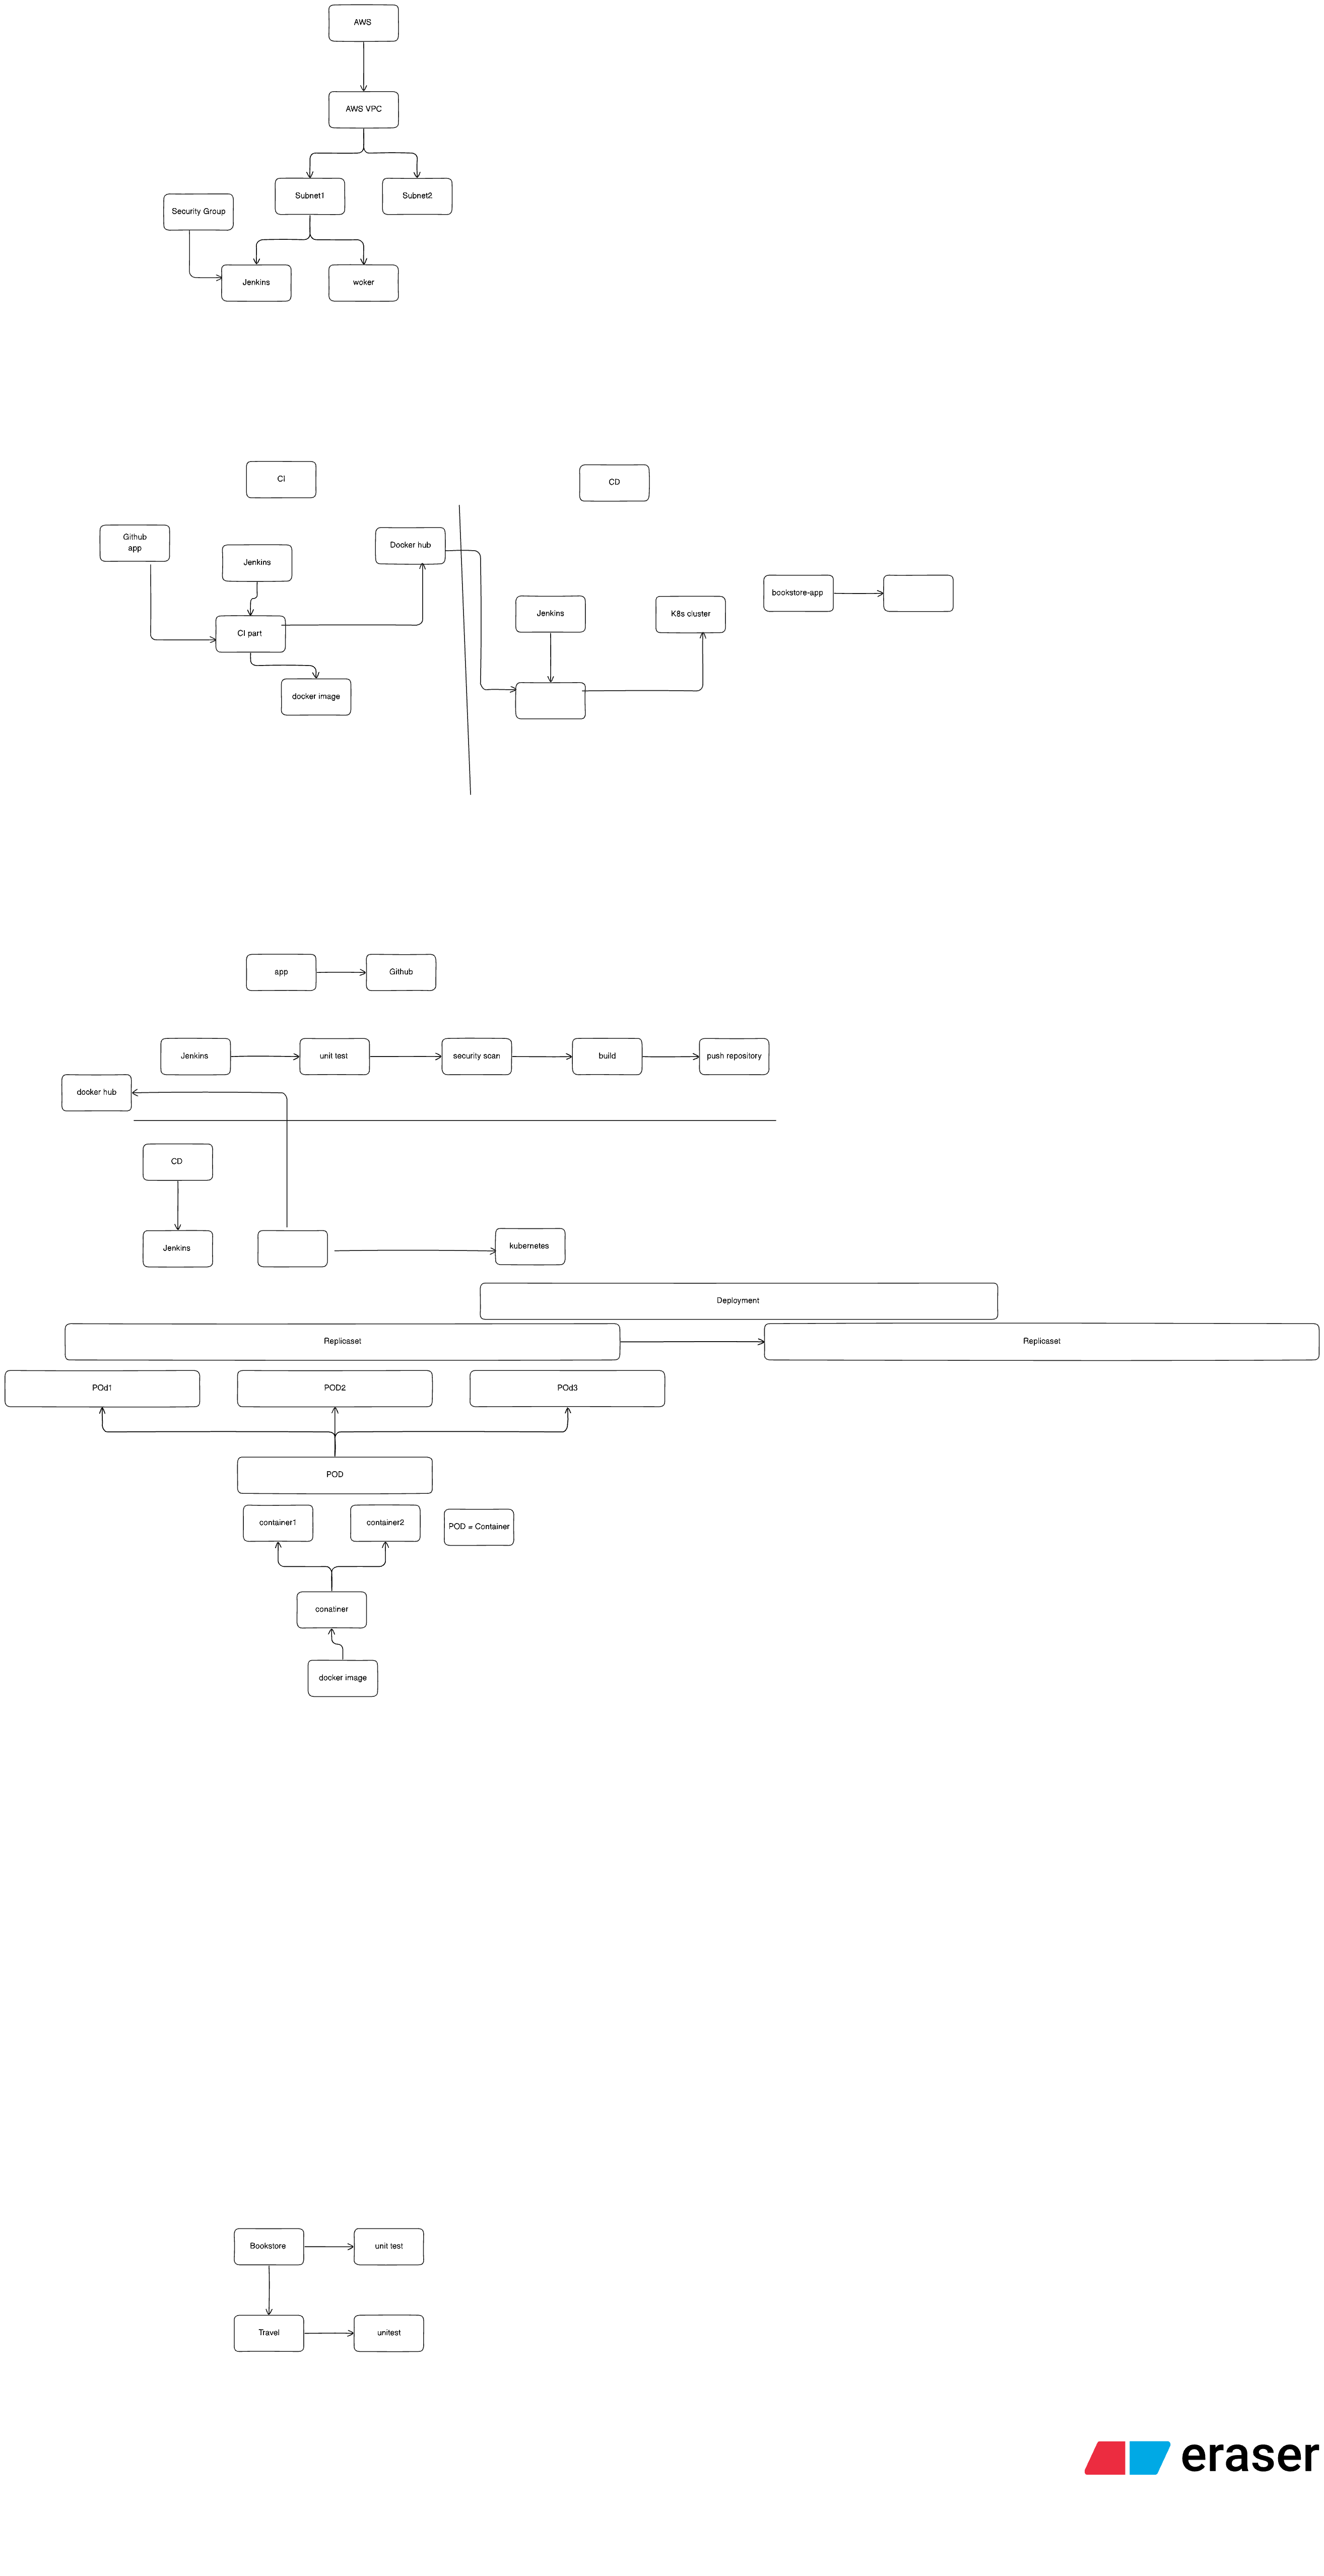 AWS
AWS VPC
Subnet1
Subnet2
Security Group
Jenkins
woker
CI
CD
Github
app
Jenkins
Docker hub
bookstore-app
Jenkins
K8s cluster
CI part
docker image
app
Github
Jenkins
unit test
security scan
build
push repository
docker hub
CD
Jenkins
kubernetes
Deployment
Replicaset
Replicaset
POd1
POD2
POd3
POD
container1
container2
POD = Container
conatiner
docker image
Bookstore
unit test
Travel
unitest
eraser